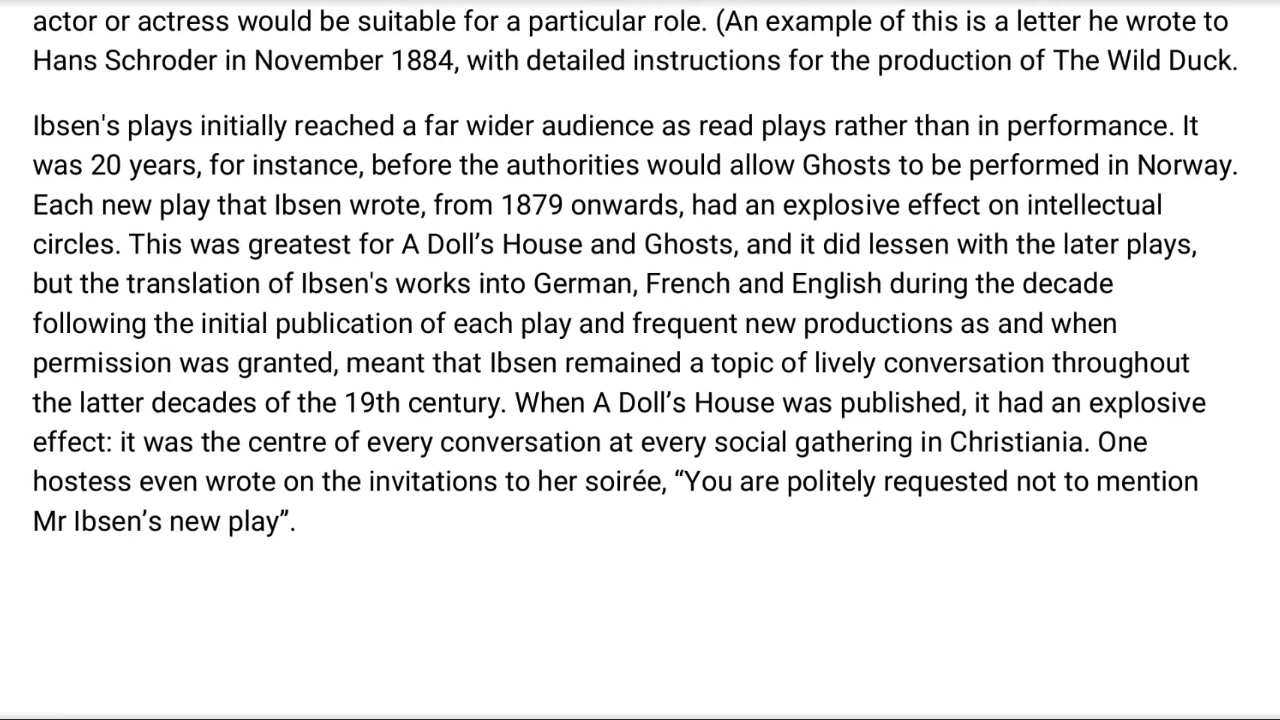 actor or actress would be suitable for a particular role. (An example of this is a letter he wrote to
Hans Schroder in November 1884, with detailed instructions for the production of The Wild Duck.
Ibsen's plays initially reached a far wider audience as read plays rather than in performance. It
was 20 years, for instance, before the authorities would allow Ghosts to be performed in Norway.
Each new play that Ibsen wrote, from 1879 onwards, had an explosive effect on intellectual
circles. This was greatest for A Doll’s House and Ghosts, and it did lessen with the later plays,
but the translation of Ibsen's works into German, French and English during the decade
following the initial publication of each play and frequent new productions as and when
permission was granted, meant that Ibsen remained a topic of lively conversation throughout
the latter decades of the 19th century. When A Doll’s House was published, it had an explosive
effect: it was the centre of every conversation at every social gathering in Christiania. One
hostess even wrote on the invitations to her soirée, “You are politely requested not to mention
Mr Ibsen’s new play”.